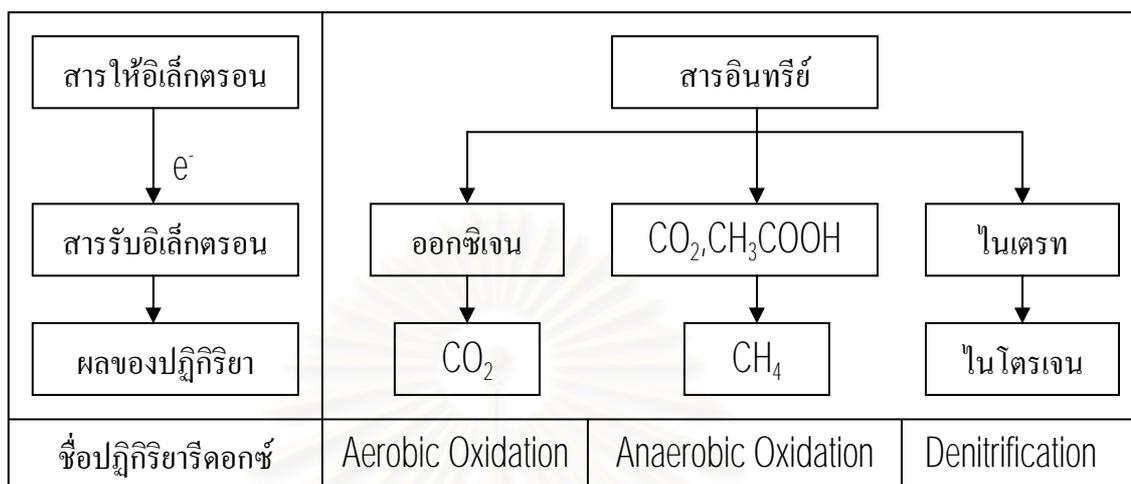 สารให้อิเล็กตรอน
สารอินทรีย์
e⁻
สารรับอิเล็กตรอน
ออกซิเจน
CO₂,CH₃COOH
ไนเตรท
ผลของปฏิกิริยา
CO₂
CH₄
ไนโตรเจน
ชื่อปฏิกิริยารีดอกซ์
Aerobic Oxidation
Anaerobic Oxidation
Denitrification